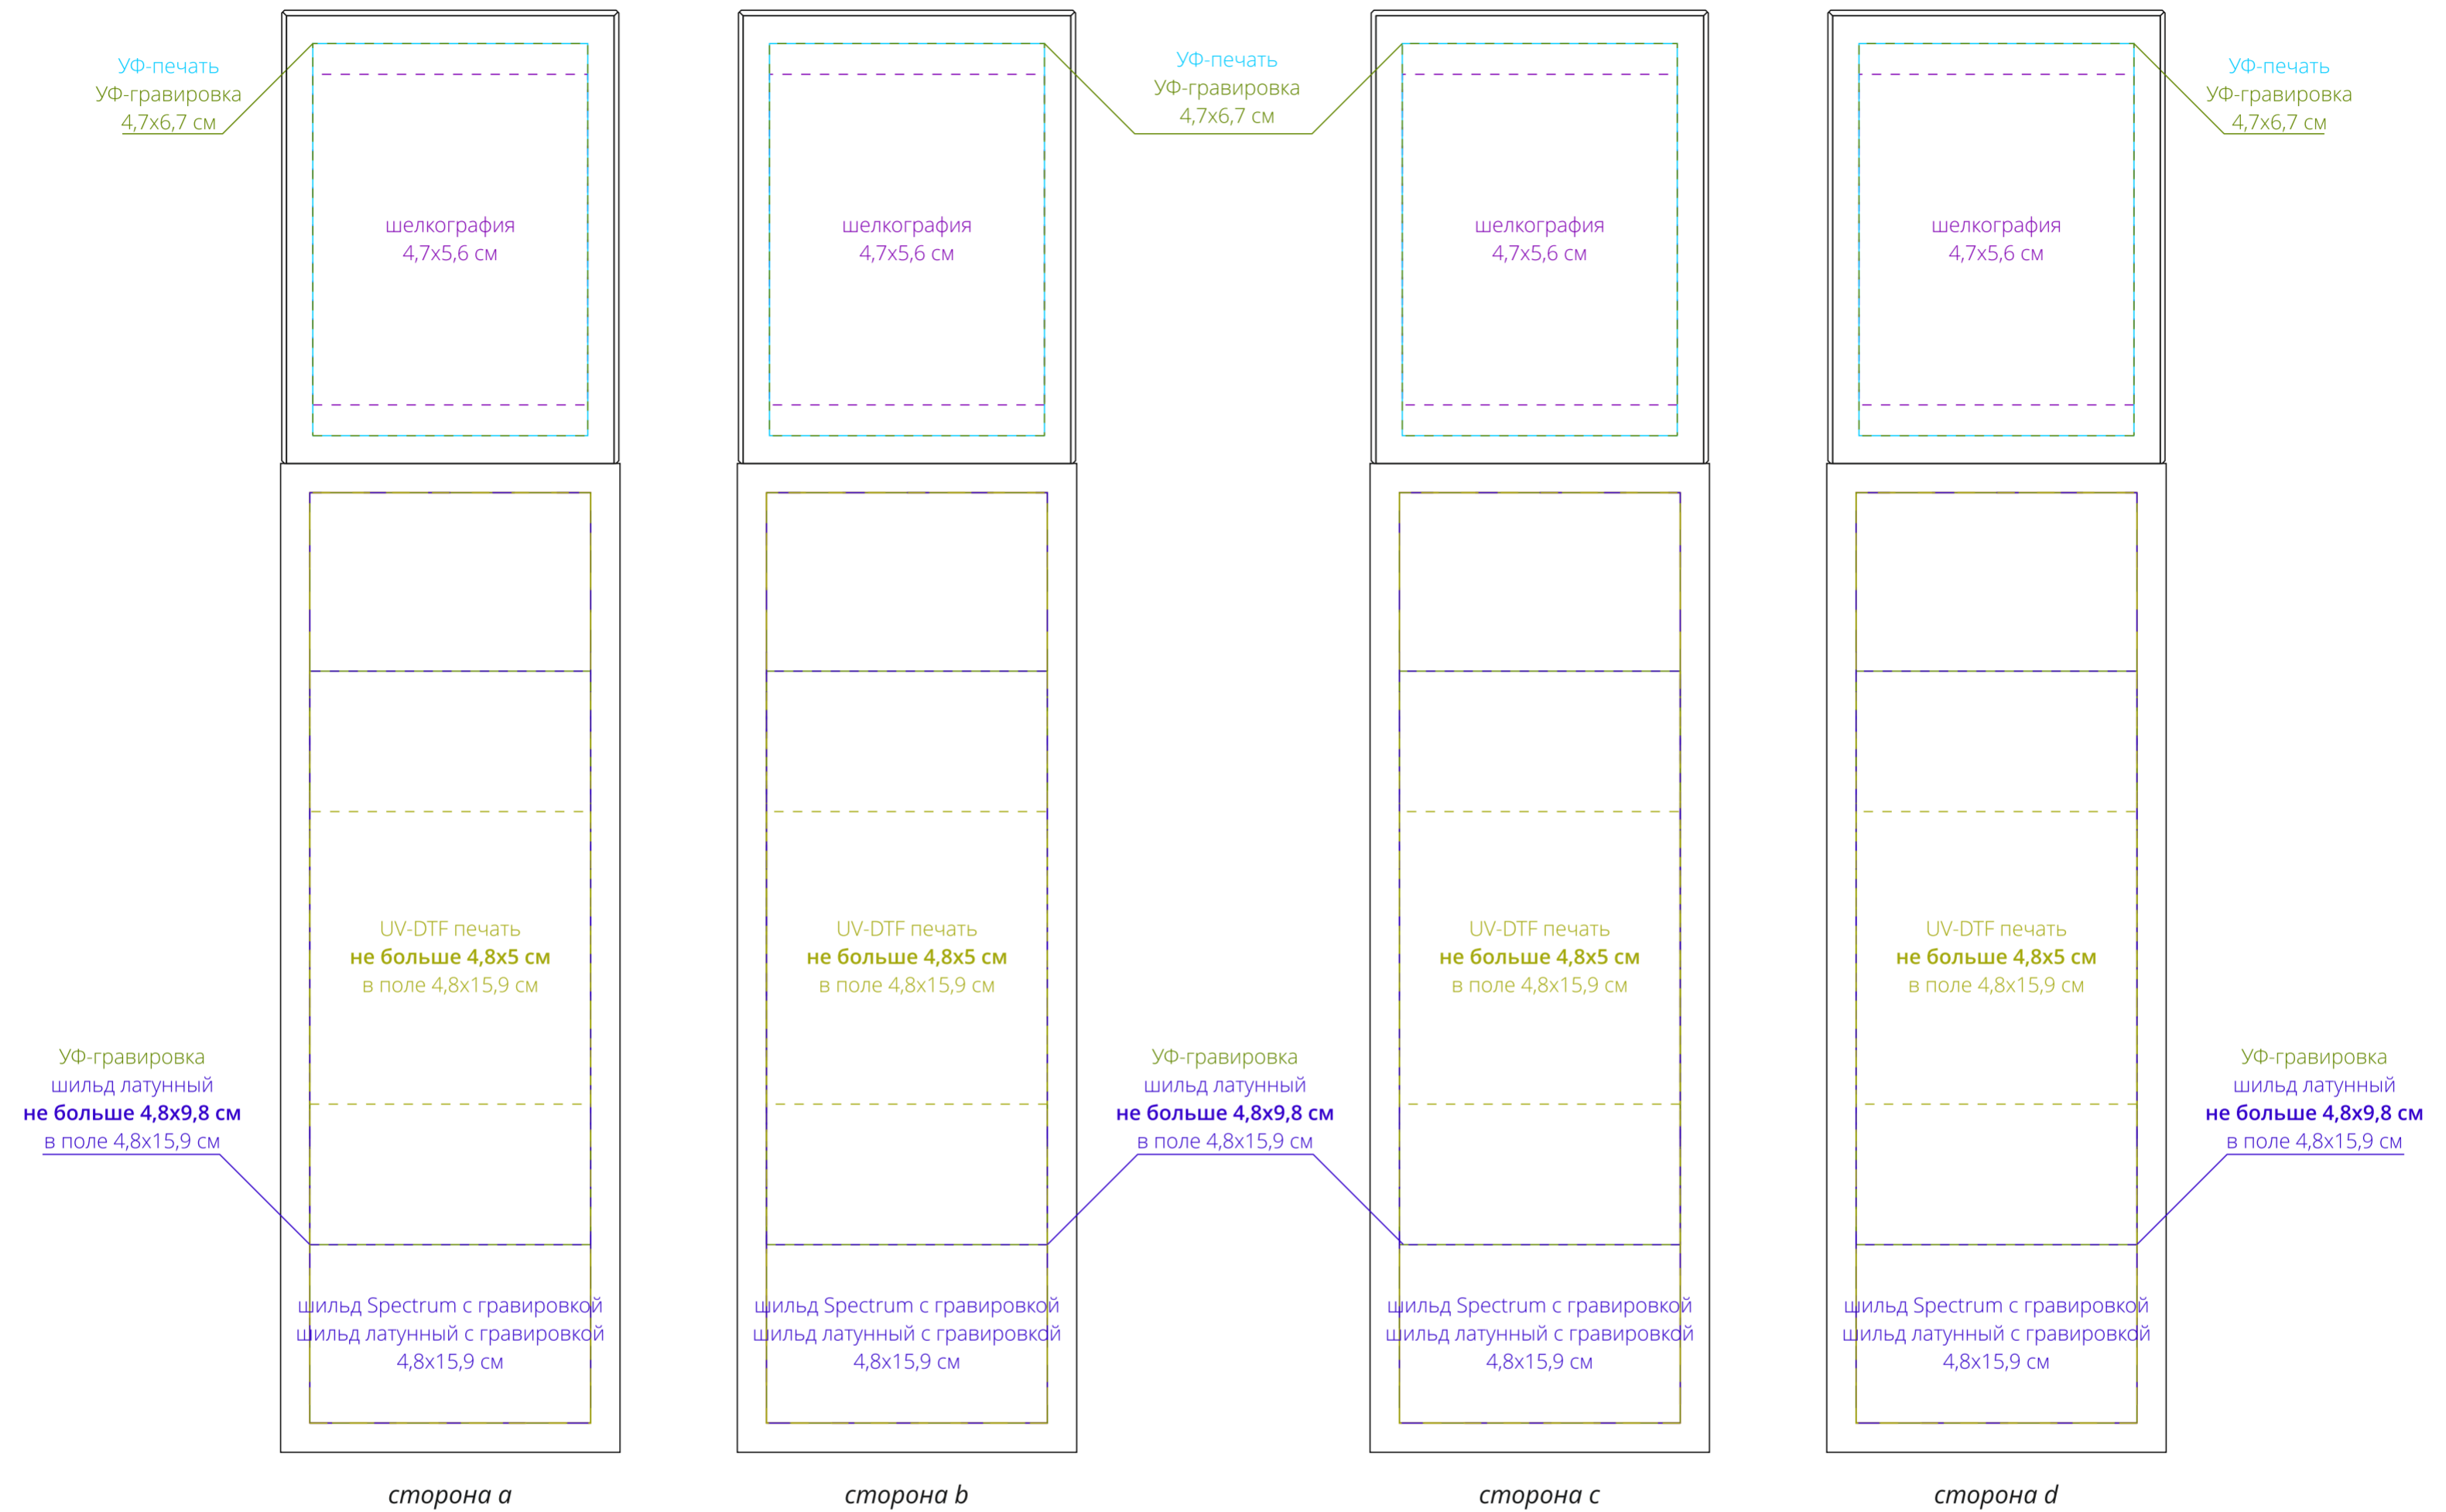 УФ-печать
УФ-гравировка
4,7х6,7 см
УФ-печать
УФ-гравировка
4,7х6,7 см
УФ-печать
УФ-гравировка
4,7х6,7 см
шелкография
4,7х5,6 см
шелкография
4,7х5,6 см
шелкография
4,7х5,6 см
шелкография
4,7х5,6 см
UV-DTF печать
не больше 4,8х5 см
в поле 4,8х15,9 см
UV-DTF печать
не больше 4,8х5 см
в поле 4,8х15,9 см
UV-DTF печать
не больше 4,8х5 см
в поле 4,8х15,9 см
UV-DTF печать
не больше 4,8х5 см
в поле 4,8х15,9 см
УФ-гравировка
шильд латунный
не больше 4,8х9,8 см
в поле 4,8х15,9 см
УФ-гравировка
шильд латунный
не больше 4,8х9,8 см
в поле 4,8х15,9 см
УФ-гравировка
шильд латунный
не больше 4,8х9,8 см
в поле 4,8х15,9 см
шильд Spectrum с гравировкой
шильд латунный с гравировкой
4,8х15,9 см
шильд Spectrum с гравировкой
шильд латунный с гравировкой
4,8х15,9 см
шильд Spectrum с гравировкой
шильд латунный с гравировкой
4,8х15,9 см
шильд Spectrum с гравировкой
шильд латунный с гравировкой
4,8х15,9 см
сторона a
сторона b
сторона c
сторона d